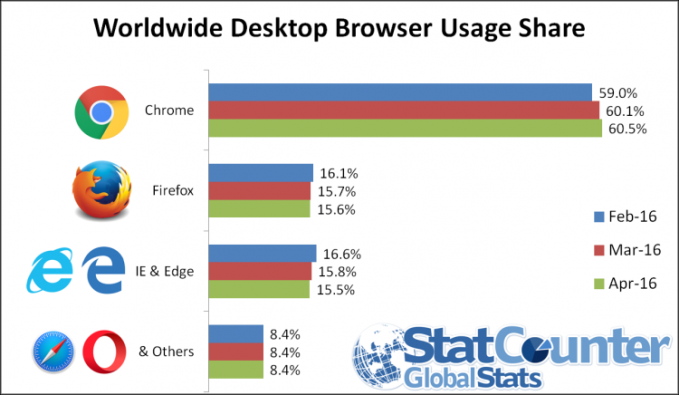 Worldwide Desktop Browser Usage Share
Chrome
59.0%
60.1%
60.5%
Firefox
16.1%
15.7%
15.6%
IE & Edge
16.6%
15.8%
15.5%
& Others
8.4%
8.4%
8.4%
Feb-16
Mar-16
Apr-16
StatCounter
GlobalStats